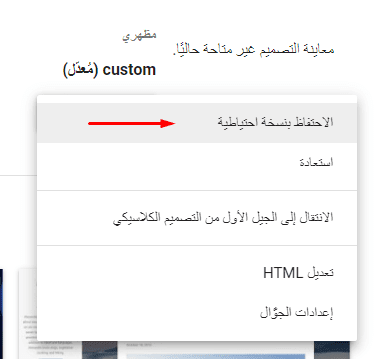 مظهري
معاينة التصميم غير متاحة حاليًا.
custom (مُعدّل)
الاحتفاظ بنسخة احتياطية
استعادة
الانتقال إلى الجيل الأول من التصميم الكلاسيكي
تعديل HTML
إعدادات الجوَّال